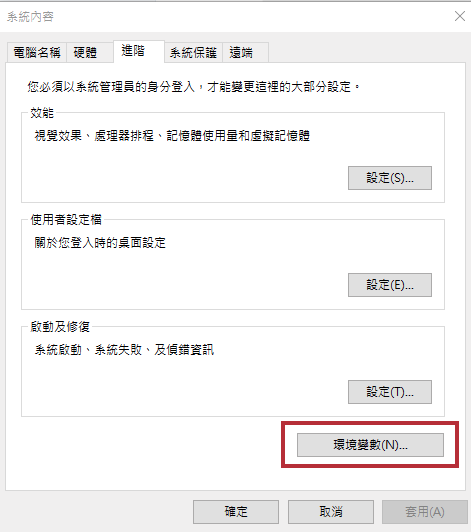 系統內容
電腦名稱 硬體 進階 系統保護 遠端
您必須以系統管理員的身分登入，才能變更這裡的大部分設定。
效能
視覺效果、處理器排程、記憶體使用量和虛擬記憶體
設定(S)...
使用者設定檔
關於您登入時的桌面設定
設定(E)...
啟動及修復
系統啟動、系統失敗、及偵錯資訊
設定(T)...
環境變數(N)...
確定 取消 套用(A)